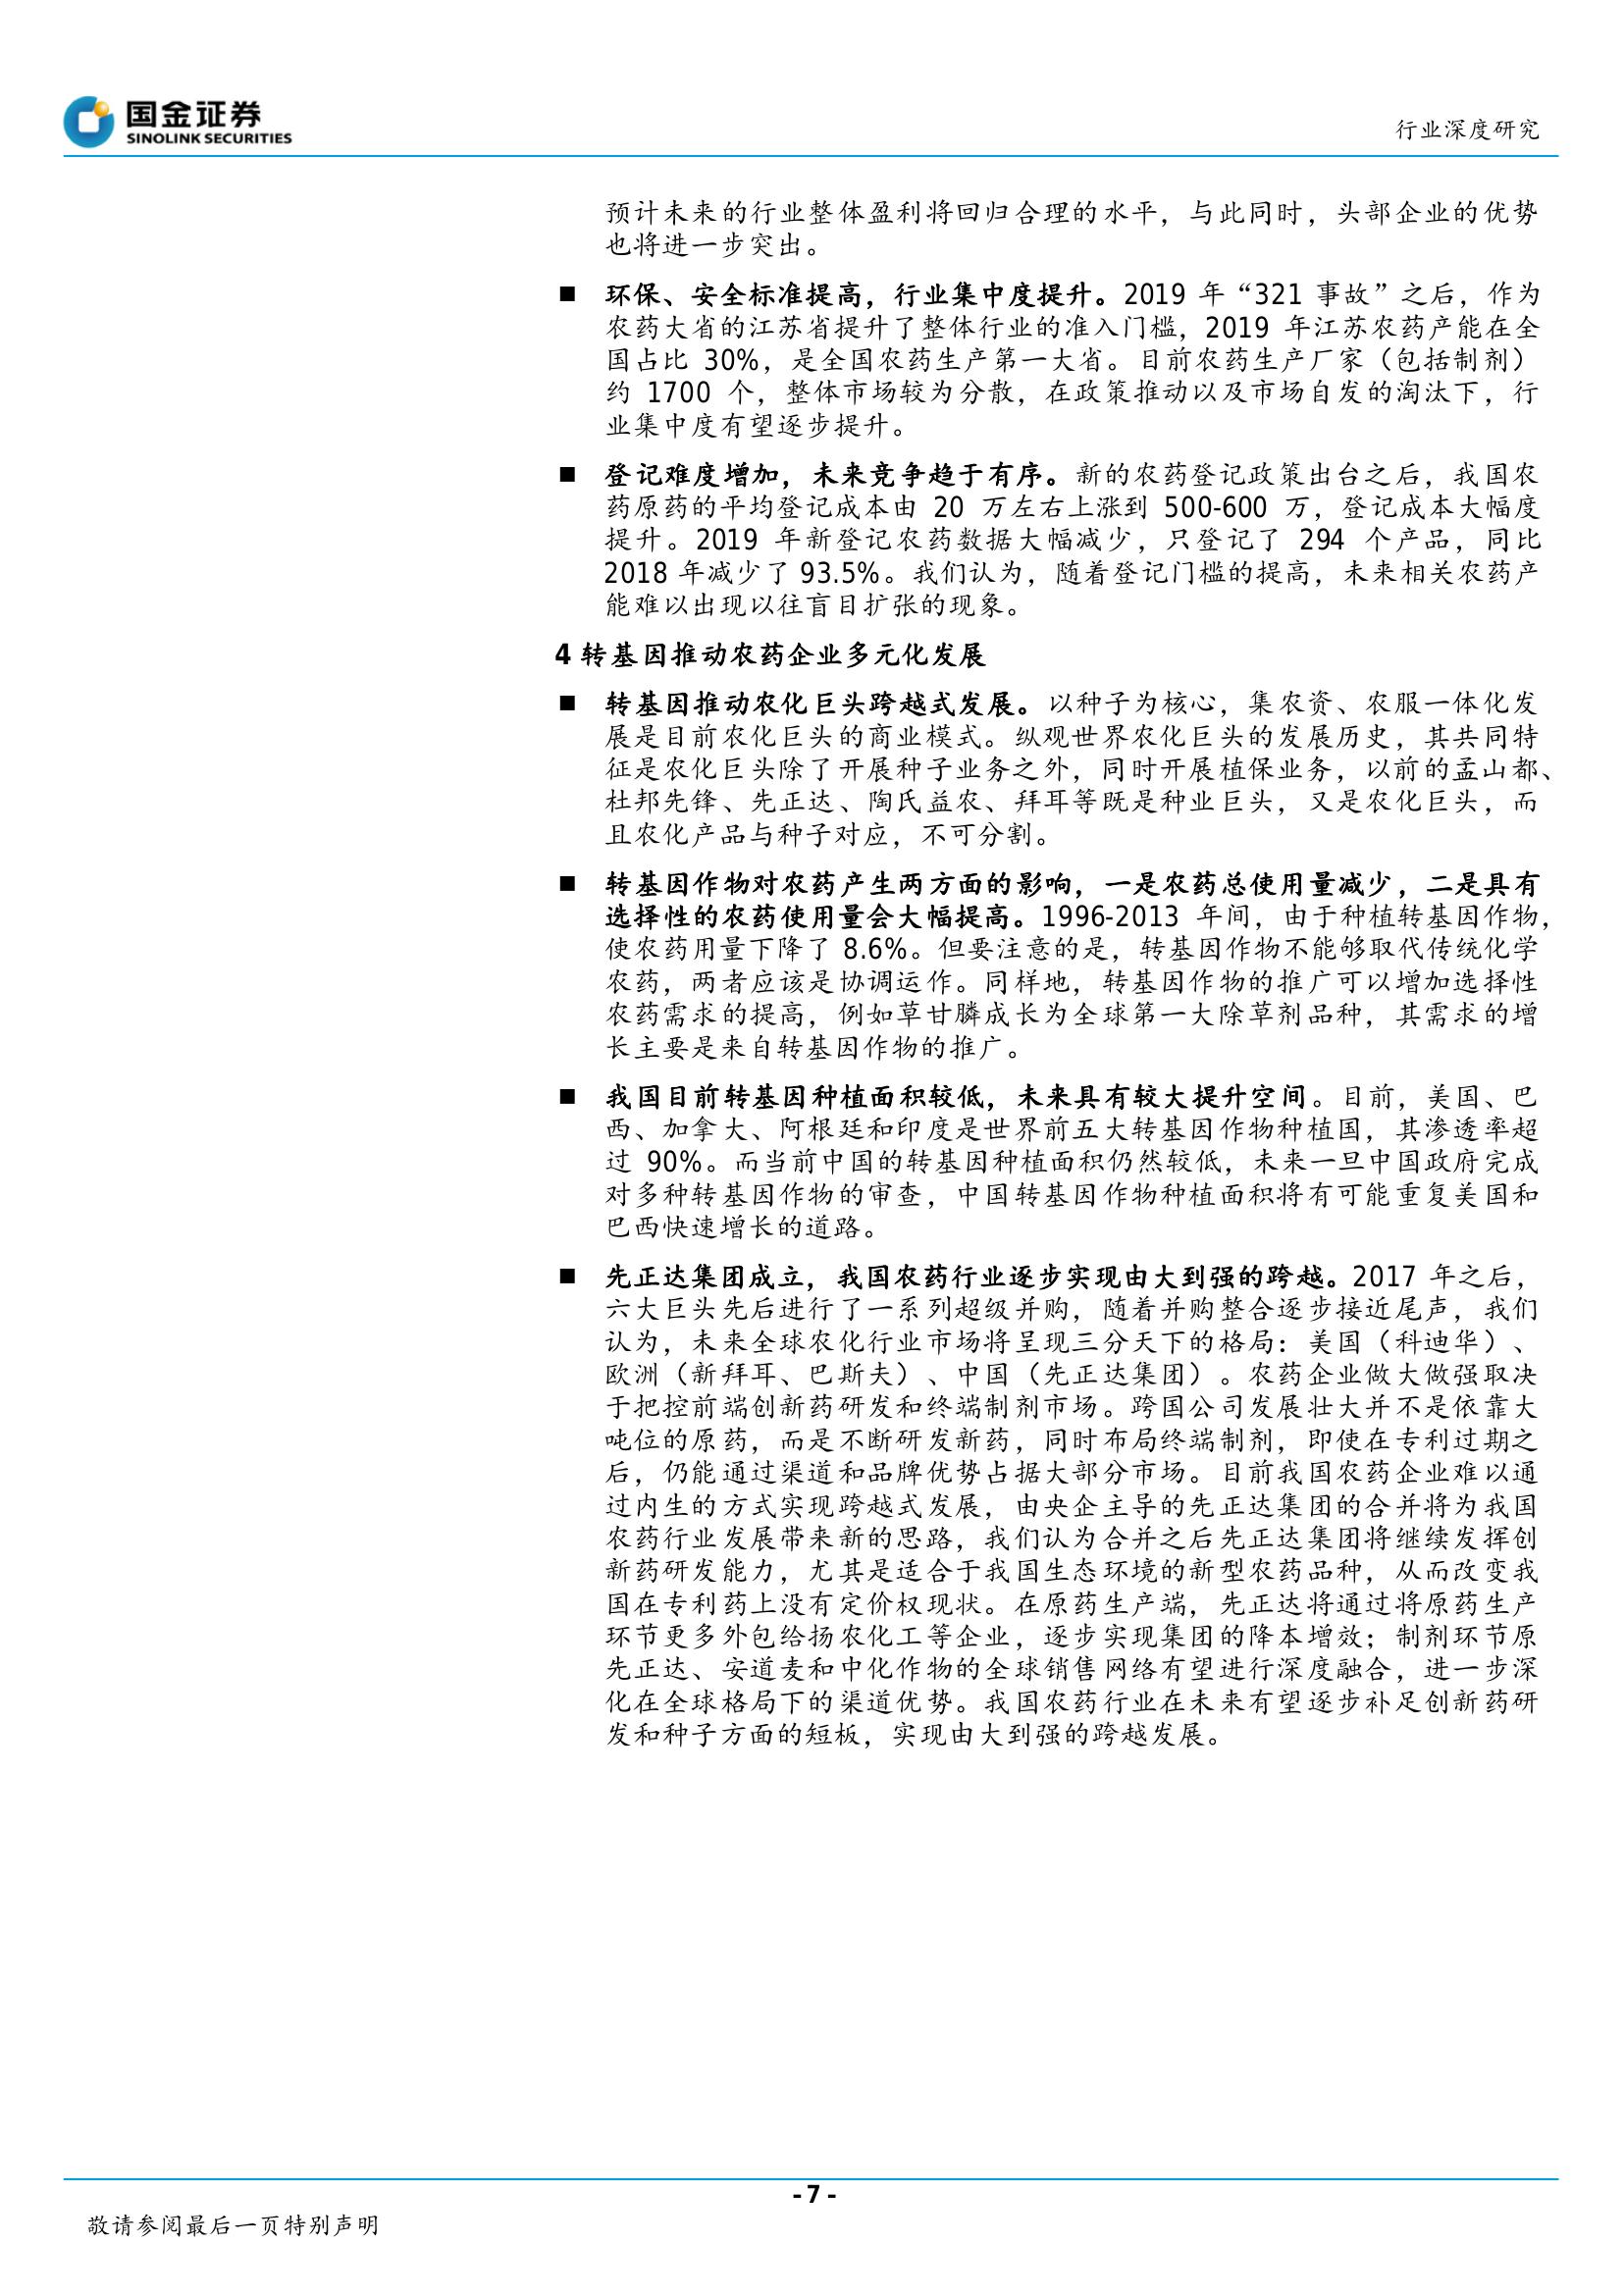 国金证券
SINOLINK SECURITIES
行业深度研究
预计未来的行业整体盈利将回归合理的水平，与此同时，头部企业的优势
也将进一步突出。
■ 环保、安全标准提高，行业集中度提升。2019 年“321 事故”之后，作为
农药大省的江苏省提升了整体行业的准入门槛，2019 年江苏农药产能在全
国占比 30%，是全国农药生产第一大省。目前农药生产厂家（包括制剂）
约 1700 个，整体市场较为分散，在政策推动以及市场自发的淘汰下，行
业集中度有望逐步提升。
■ 登记难度增加，未来竞争趋于有序。新的农药登记政策出台之后，我国农
药原药的平均登记成本由 20 万左右上涨到 500-600 万，登记成本大幅度
提升。2019 年新登记农药数据大幅减少，只登记了 294 个产品，同比
2018 年减少了 93.5%。我们认为，随着登记门槛的提高，未来相关农药产
能难以出现以往盲目扩张的现象。
4 转基因推动农药企业多元化发展
■ 转基因推动农化巨头跨越式发展。以种子为核心，集农资、农服一体化发
展是目前农化巨头的商业模式。纵观世界农化巨头的发展历史，其共同特
征是农化巨头除了开展种子业务之外，同时开展植保业务，以前的孟山都、
杜邦先锋、先正达、陶氏益农、拜耳等既是种业巨头，又是农化巨头，而
且农化产品与种子对应，不可分割。
■ 转基因作物对农药产生两方面的影响，一是农药总使用量减少，二是具有
选择性的农药使用量会大幅提高。1996-2013 年间，由于种植转基因作物，
使农药用量下降了 8.6%。但要注意的是，转基因作物不能够取代传统化学
农药，两者应该是协调运作。同样地，转基因作物的推广可以增加选择性
农药需求的提高，例如草甘膦成长为全球第一大除草剂品种，其需求的增
长主要是来自转基因作物的推广。
■ 我国目前转基因种植面积较低，未来具有较大提升空间。目前，美国、巴
西、加拿大、阿根廷和印度是世界前五大转基因作物种植国，其渗透率超
过 90%。而当前中国的转基因种植面积仍然较低，未来一旦中国政府完成
对多种转基因作物的审查，中国转基因作物种植面积将有可能重复美国和
巴西快速增长的道路。
■ 先正达集团成立，我国农药行业逐步实现由大到强的跨越。2017 年之后，
六大巨头先后进行了一系列超级并购，随着并购整合逐步接近尾声，我们
认为，未来全球农化行业市场将呈现三分天下的格局：美国（科迪华）、
欧洲（新拜耳、巴斯夫）、中国（先正达集团）。农药企业做大做强取决
于把控前端创新药研发和终端制剂市场。跨国公司发展壮大并不是依靠大
吨位的原药，而是不断研发新药，同时布局终端制剂，即使在专利过期之
后，仍能通过渠道和品牌优势占据大部分市场。目前我国农药企业难以通
过内生的方式实现跨越式发展，由央企主导的先正达集团的合并将为我国
农药行业发展带来新的思路，我们认为合并之后先正达集团将继续发挥创
新药研发能力，尤其是适合于我国生态环境的新型农药品种，从而改变我
国在专利药上没有定价权现状。在原药生产端，先正达将通过将原药生产
环节更多外包给扬农化工等企业，逐步实现集团的降本增效；制剂环节原
先正达、安道麦和中化作物的全球销售网络有望进行深度融合，进一步深
化在全球格局下的渠道优势。我国农药行业在未来有望逐步补足创新药研
发和种子方面的短板，实现由大到强的跨越发展。
- 7 -
敬请参阅最后一页特别声明